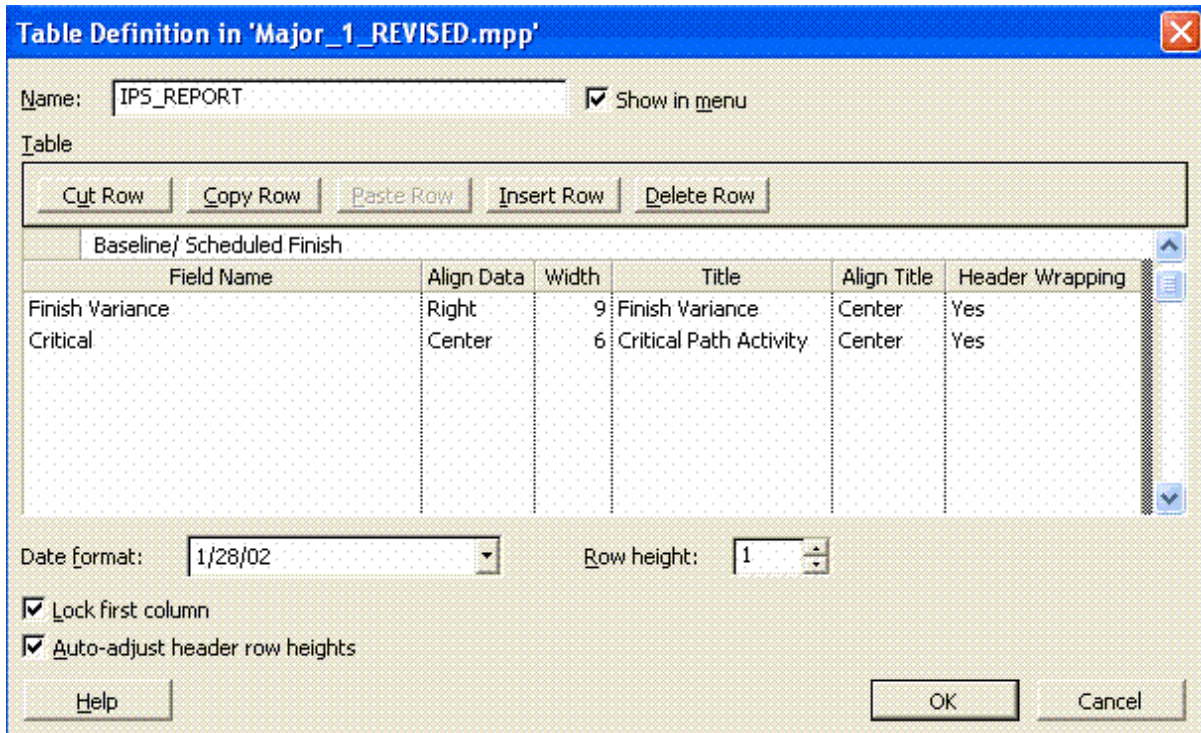 Table Definition in 'Major_1_REVISED.mpp'
Name: IPS_REPORT Show in menu
Table
Cut Row Copy Row Paste Row Insert Row Delete Row
Baseline/ Scheduled Finish
Field Name Align Data Width Title Align Title Header Wrapping
Finish Variance Right 9 Finish Variance Center Yes
Critical Center 6 Critical Path Activity Center Yes
Date format: 1/28/02 Row height: 1
Lock first column
Auto-adjust header row heights
Help OK Cancel